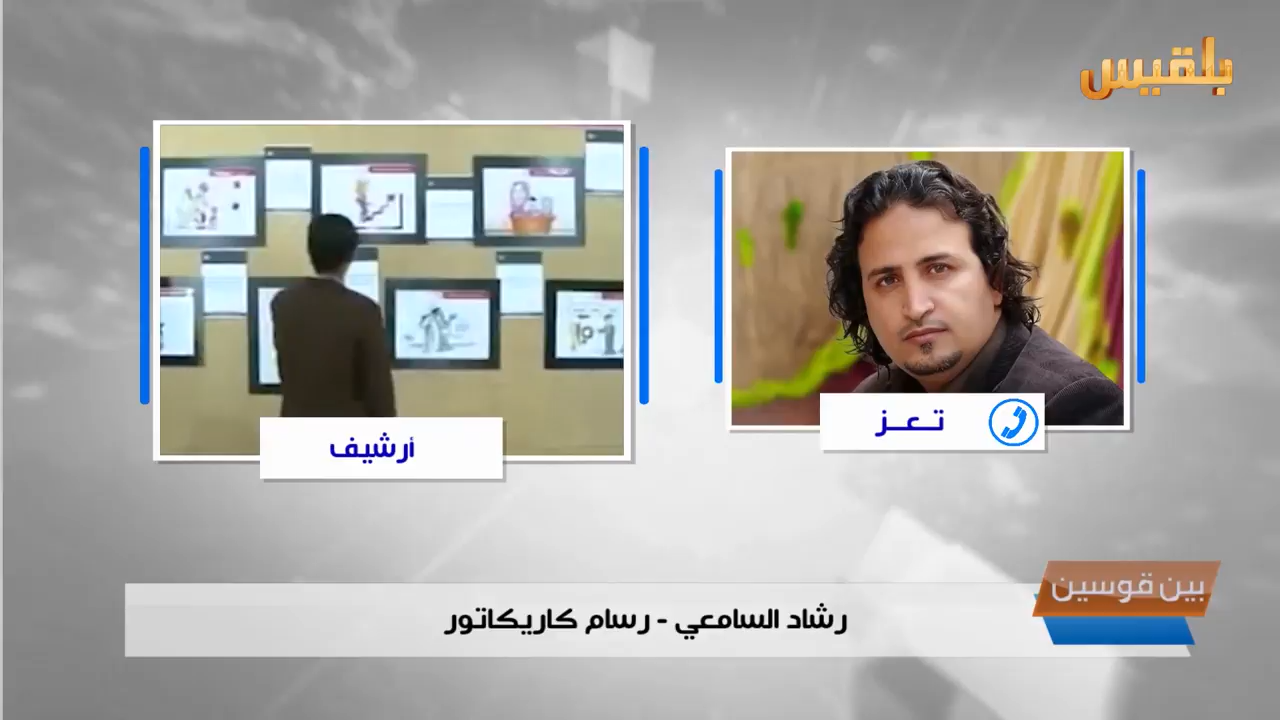 بلقيس
تعز
أرشيف
بين قوسين
رشاد السامعي - رسام كاريكاتور